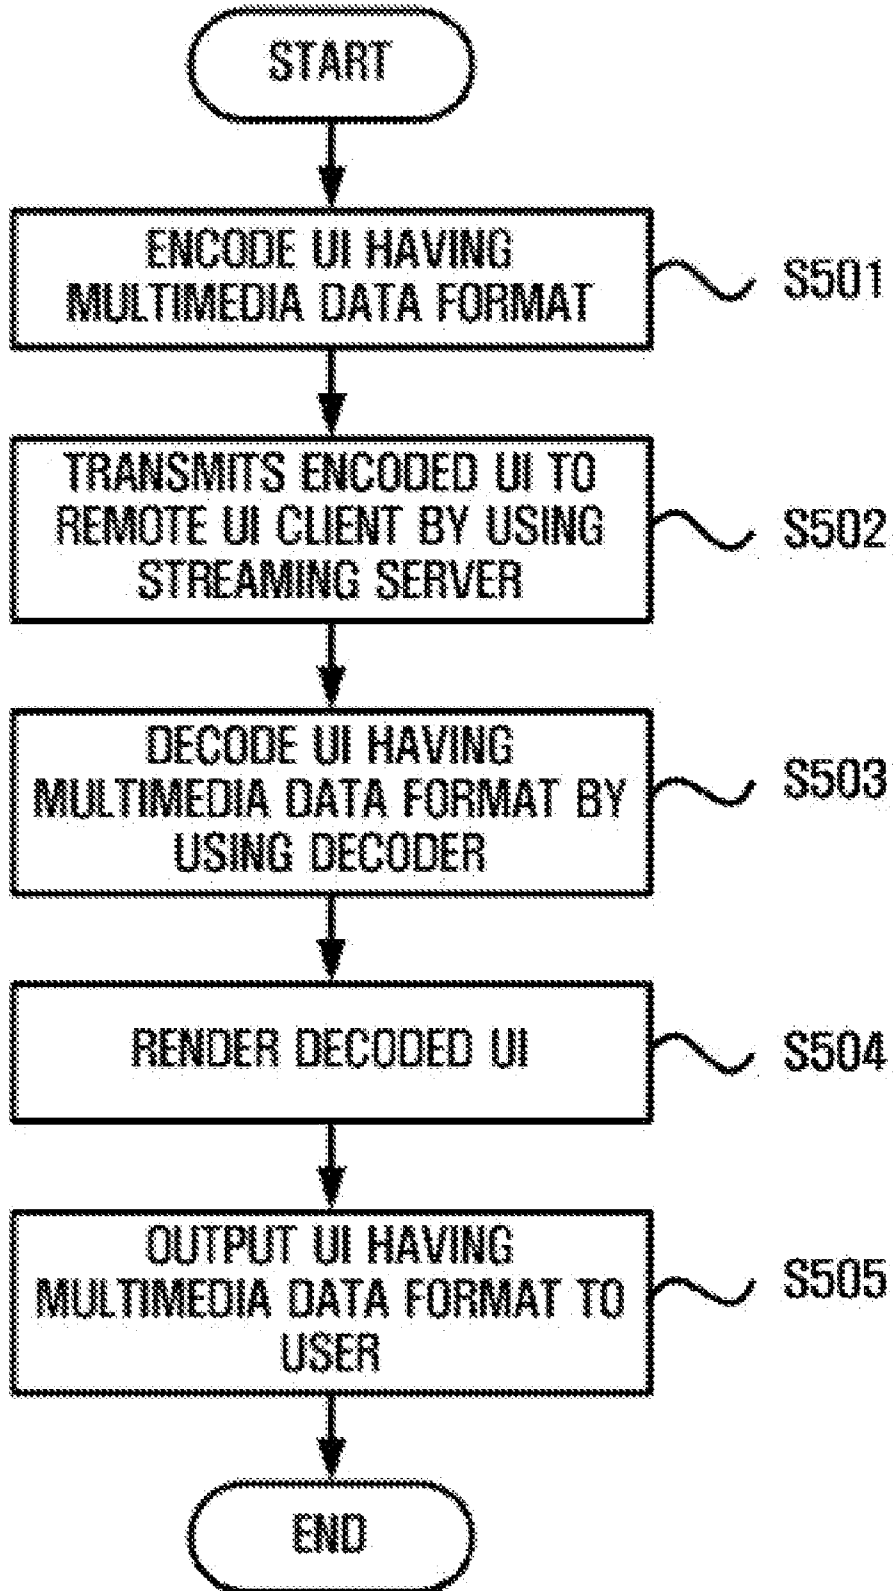 START
ENCODE UI HAVING
MULTIMEDIA DATA FORMAT
S501
TRANSMITS ENCODED UI TO
REMOTE UI CLIENT BY USING
STREAMING SERVER
S502
DECODE UI HAVING
MULTIMEDIA DATA FORMAT BY
USING DECODER
S503
RENDER DECODED UI
S504
OUTPUT UI HAVING
MULTIMEDIA DATA FORMAT TO
USER
S505
END